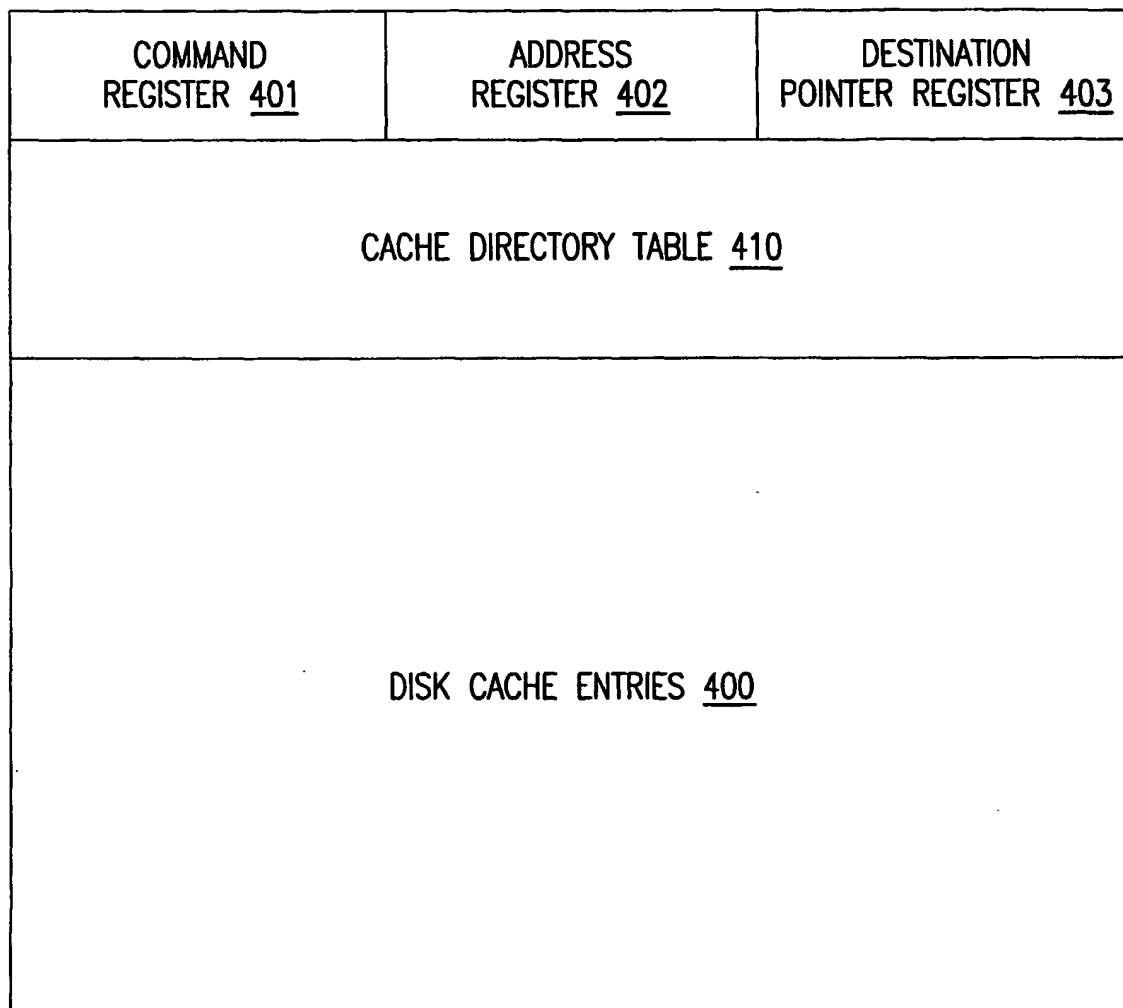 COMMAND
REGISTER 401
ADDRESS
REGISTER 402
DESTINATION
POINTER REGISTER 403
CACHE DIRECTORY TABLE 410
DISK CACHE ENTRIES 400